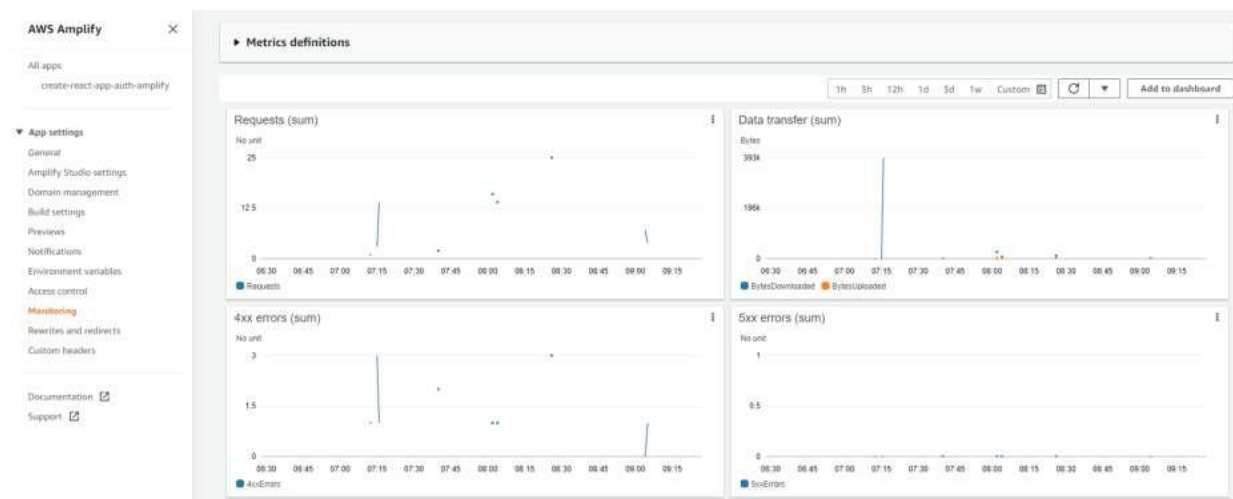 AWS Amplify
All apps
create-react-app-auth-amplify
App settings
General
Amplify Studio settings
Domain management
Build settings
Previews
Notifications
Environment variables
Access control
Monitoring
Rewrites and redirects
Custom headers
Documentation
Support
Metrics definitions
1h 3h 12h 1d 3d 1w Custom
Add to dashboard
Requests (sum)
No unit
25
12.5
0
06:30 06:45 07:00 07:15 07:30 07:45 08:00 08:15 08:30 08:45 09:00 09:15
Requests
Data transfer (sum)
Bytes
393k
196k
0
06:30 06:45 07:00 07:15 07:30 07:45 08:00 08:15 08:30 08:45 09:00 09:15
BytesDownloaded BytesUploaded
4xx errors (sum)
No unit
3
1.5
0
06:30 06:45 07:00 07:15 07:30 07:45 08:00 08:15 08:30 08:45 09:00 09:15
4xxErrors
5xx errors (sum)
No unit
1
0.5
0
06:30 06:45 07:00 07:15 07:30 07:45 08:00 08:15 08:30 08:45 09:00 09:15
5xxErrors